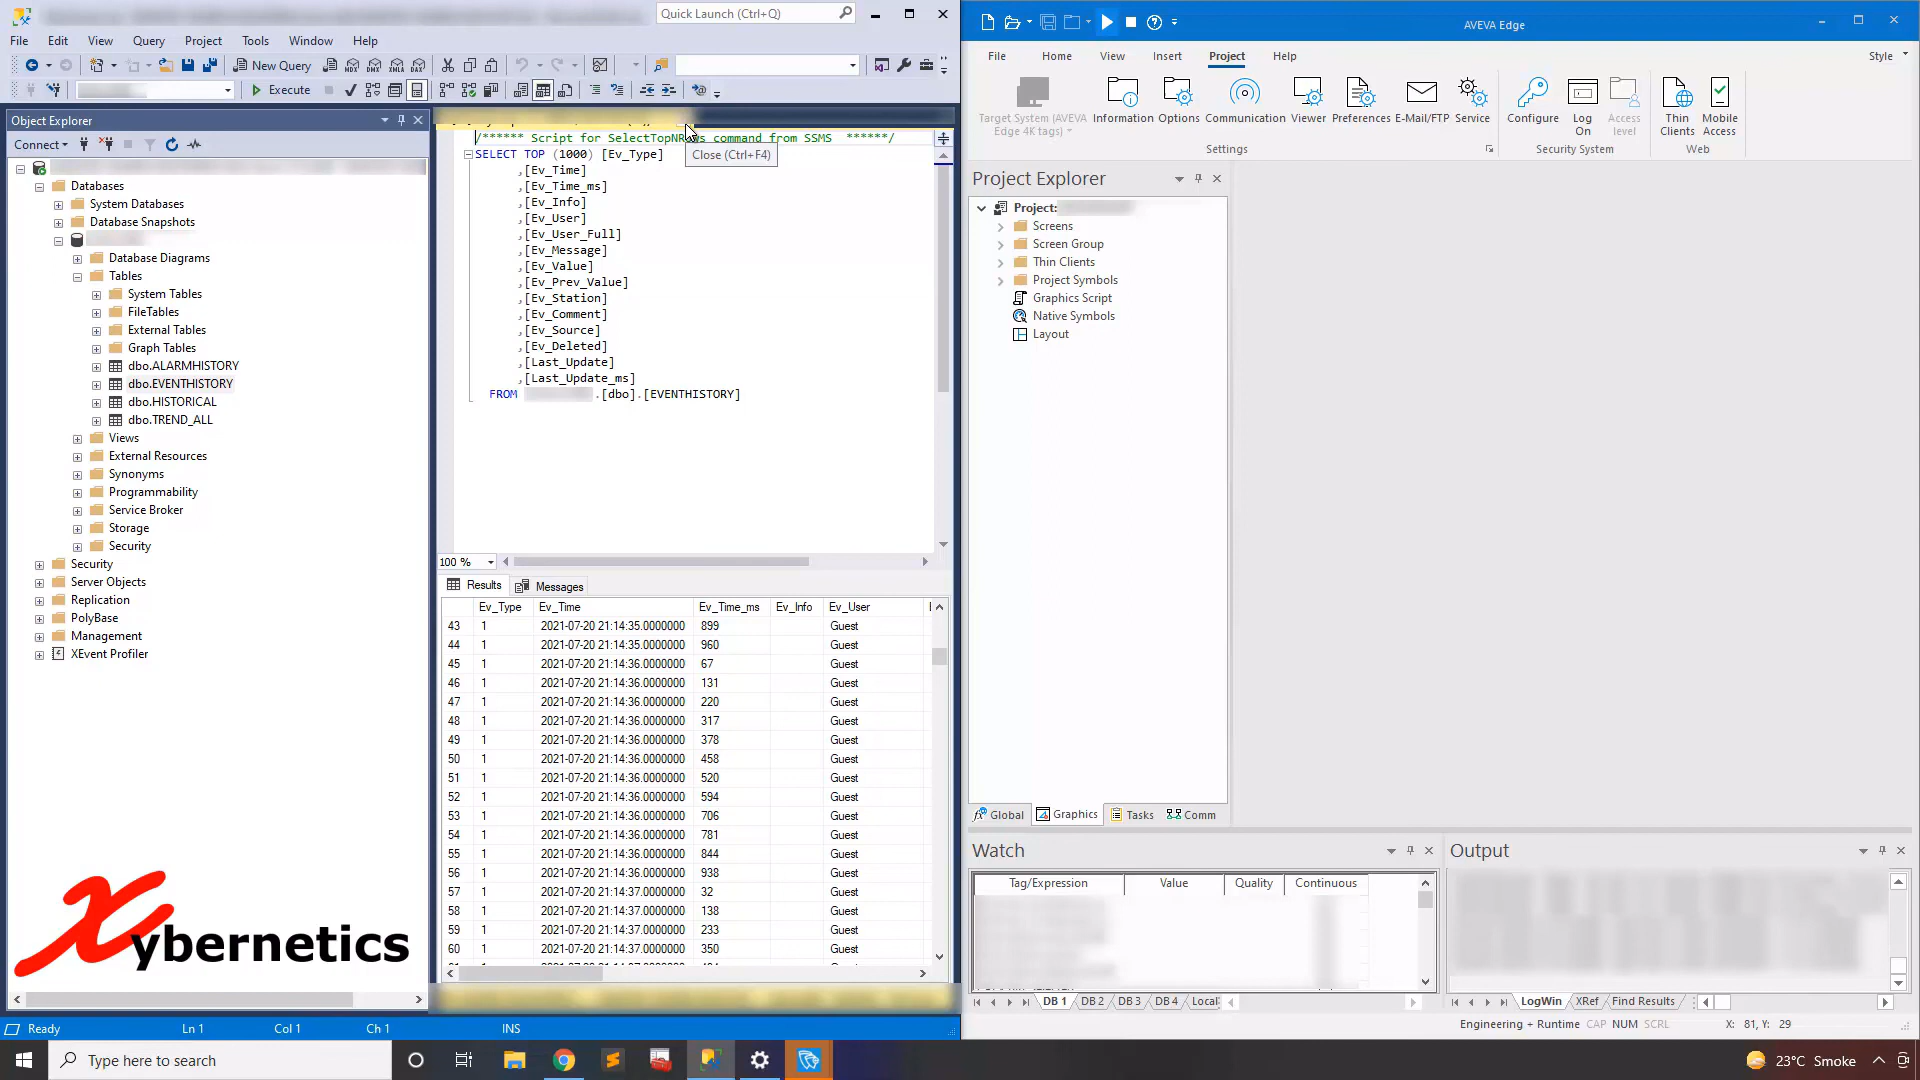 Quick Launch (Ctrl+Q)
File Edit View Query Project Tools Window Help
New Query
Execute
Object Explorer
Connect
Databases
System Databases
Database Snapshots
Database Diagrams
Tables
System Tables
FileTables
External Tables
Graph Tables
dbo.ALARMHISTORY
dbo.EVENTHISTORY
dbo.HISTORICAL
dbo.TREND_ALL
Views
External Resources
Synonyms
Programmability
Service Broker
Storage
Security
Security
Server Objects
Replication
PolyBase
Management
XEvent Profiler
Xybernetics
/****** Script for SelectTopNRows command from SSMS ******/
Close (Ctrl+F4)
SELECT TOP (1000) [Ev_Type]
,[Ev_Time]
,[Ev_Time_ms]
,[Ev_Info]
,[Ev_User]
,[Ev_User_Full]
,[Ev_Message]
,[Ev_Value]
,[Ev_Prev_Value]
,[Ev_Station]
,[Ev_Comment]
,[Ev_Source]
,[Ev_Deleted]
,[Last_Update]
,[Last_Update_ms]
FROM .[dbo].[EVENTHISTORY]
100 %
Results Messages
Ev_Type Ev_Time Ev_Time_ms Ev_Info Ev_User
43 1 2021-07-20 21:14:35.0000000 899 Guest
44 1 2021-07-20 21:14:35.0000000 960 Guest
45 1 2021-07-20 21:14:36.0000000 67 Guest
46 1 2021-07-20 21:14:36.0000000 131 Guest
47 1 2021-07-20 21:14:36.0000000 220 Guest
48 1 2021-07-20 21:14:36.0000000 317 Guest
49 1 2021-07-20 21:14:36.0000000 378 Guest
50 1 2021-07-20 21:14:36.0000000 458 Guest
51 1 2021-07-20 21:14:36.0000000 520 Guest
52 1 2021-07-20 21:14:36.0000000 594 Guest
53 1 2021-07-20 21:14:36.0000000 706 Guest
54 1 2021-07-20 21:14:36.0000000 781 Guest
55 1 2021-07-20 21:14:36.0000000 844 Guest
56 1 2021-07-20 21:14:36.0000000 938 Guest
57 1 2021-07-20 21:14:37.0000000 32 Guest
58 1 2021-07-20 21:14:37.0000000 138 Guest
59 1 2021-07-20 21:14:37.0000000 233 Guest
60 1 2021-07-20 21:14:37.0000000 350 Guest
Ready Ln 1 Col 1 Ch 1 INS
AVEVA Edge
File Home View Insert Project Help Style
Target System (AVEVA Edge 4K tags)
Information Options Communication Viewer Preferences E-Mail/FTP Service
Configure Log On Access level
Thin Clients Mobile Access
Settings Security System Web
Project Explorer
Project:
Screens
Screen Group
Thin Clients
Project Symbols
Graphics Script
Native Symbols
Layout
Global Graphics Tasks Comm
Watch
Tag/Expression Value Quality Continuous
DB 1 DB 2 DB 3 DB 4 Local
Output
LogWin XRef Find Results
Engineering + Runtime CAP NUM SCRL X: 81, Y: 29
Type here to search
23°C Smoke